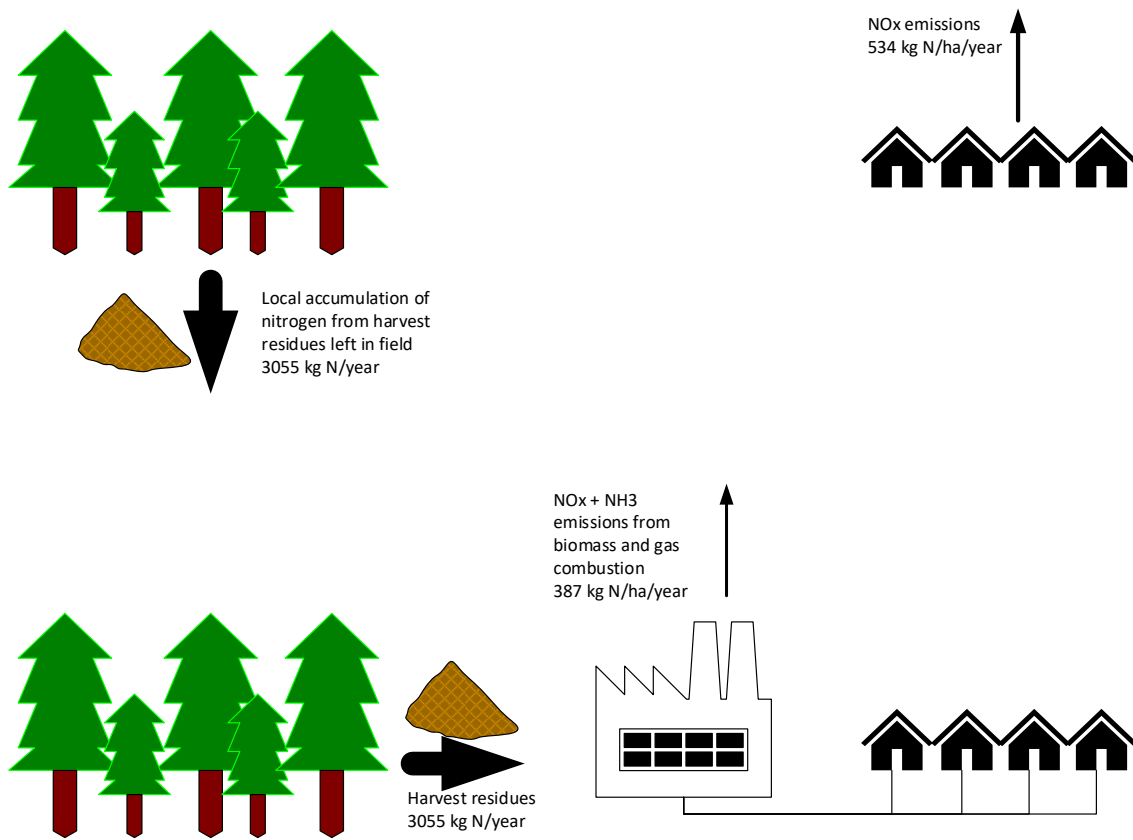 NOx emissions
534 kg N/ha/year
Local accumulation of
nitrogen from harvest
residues left in field
3055 kg N/year
NOx + NH3
emissions from
biomass and gas
combustion
387 kg N/ha/year
Harvest residues
3055 kg N/year